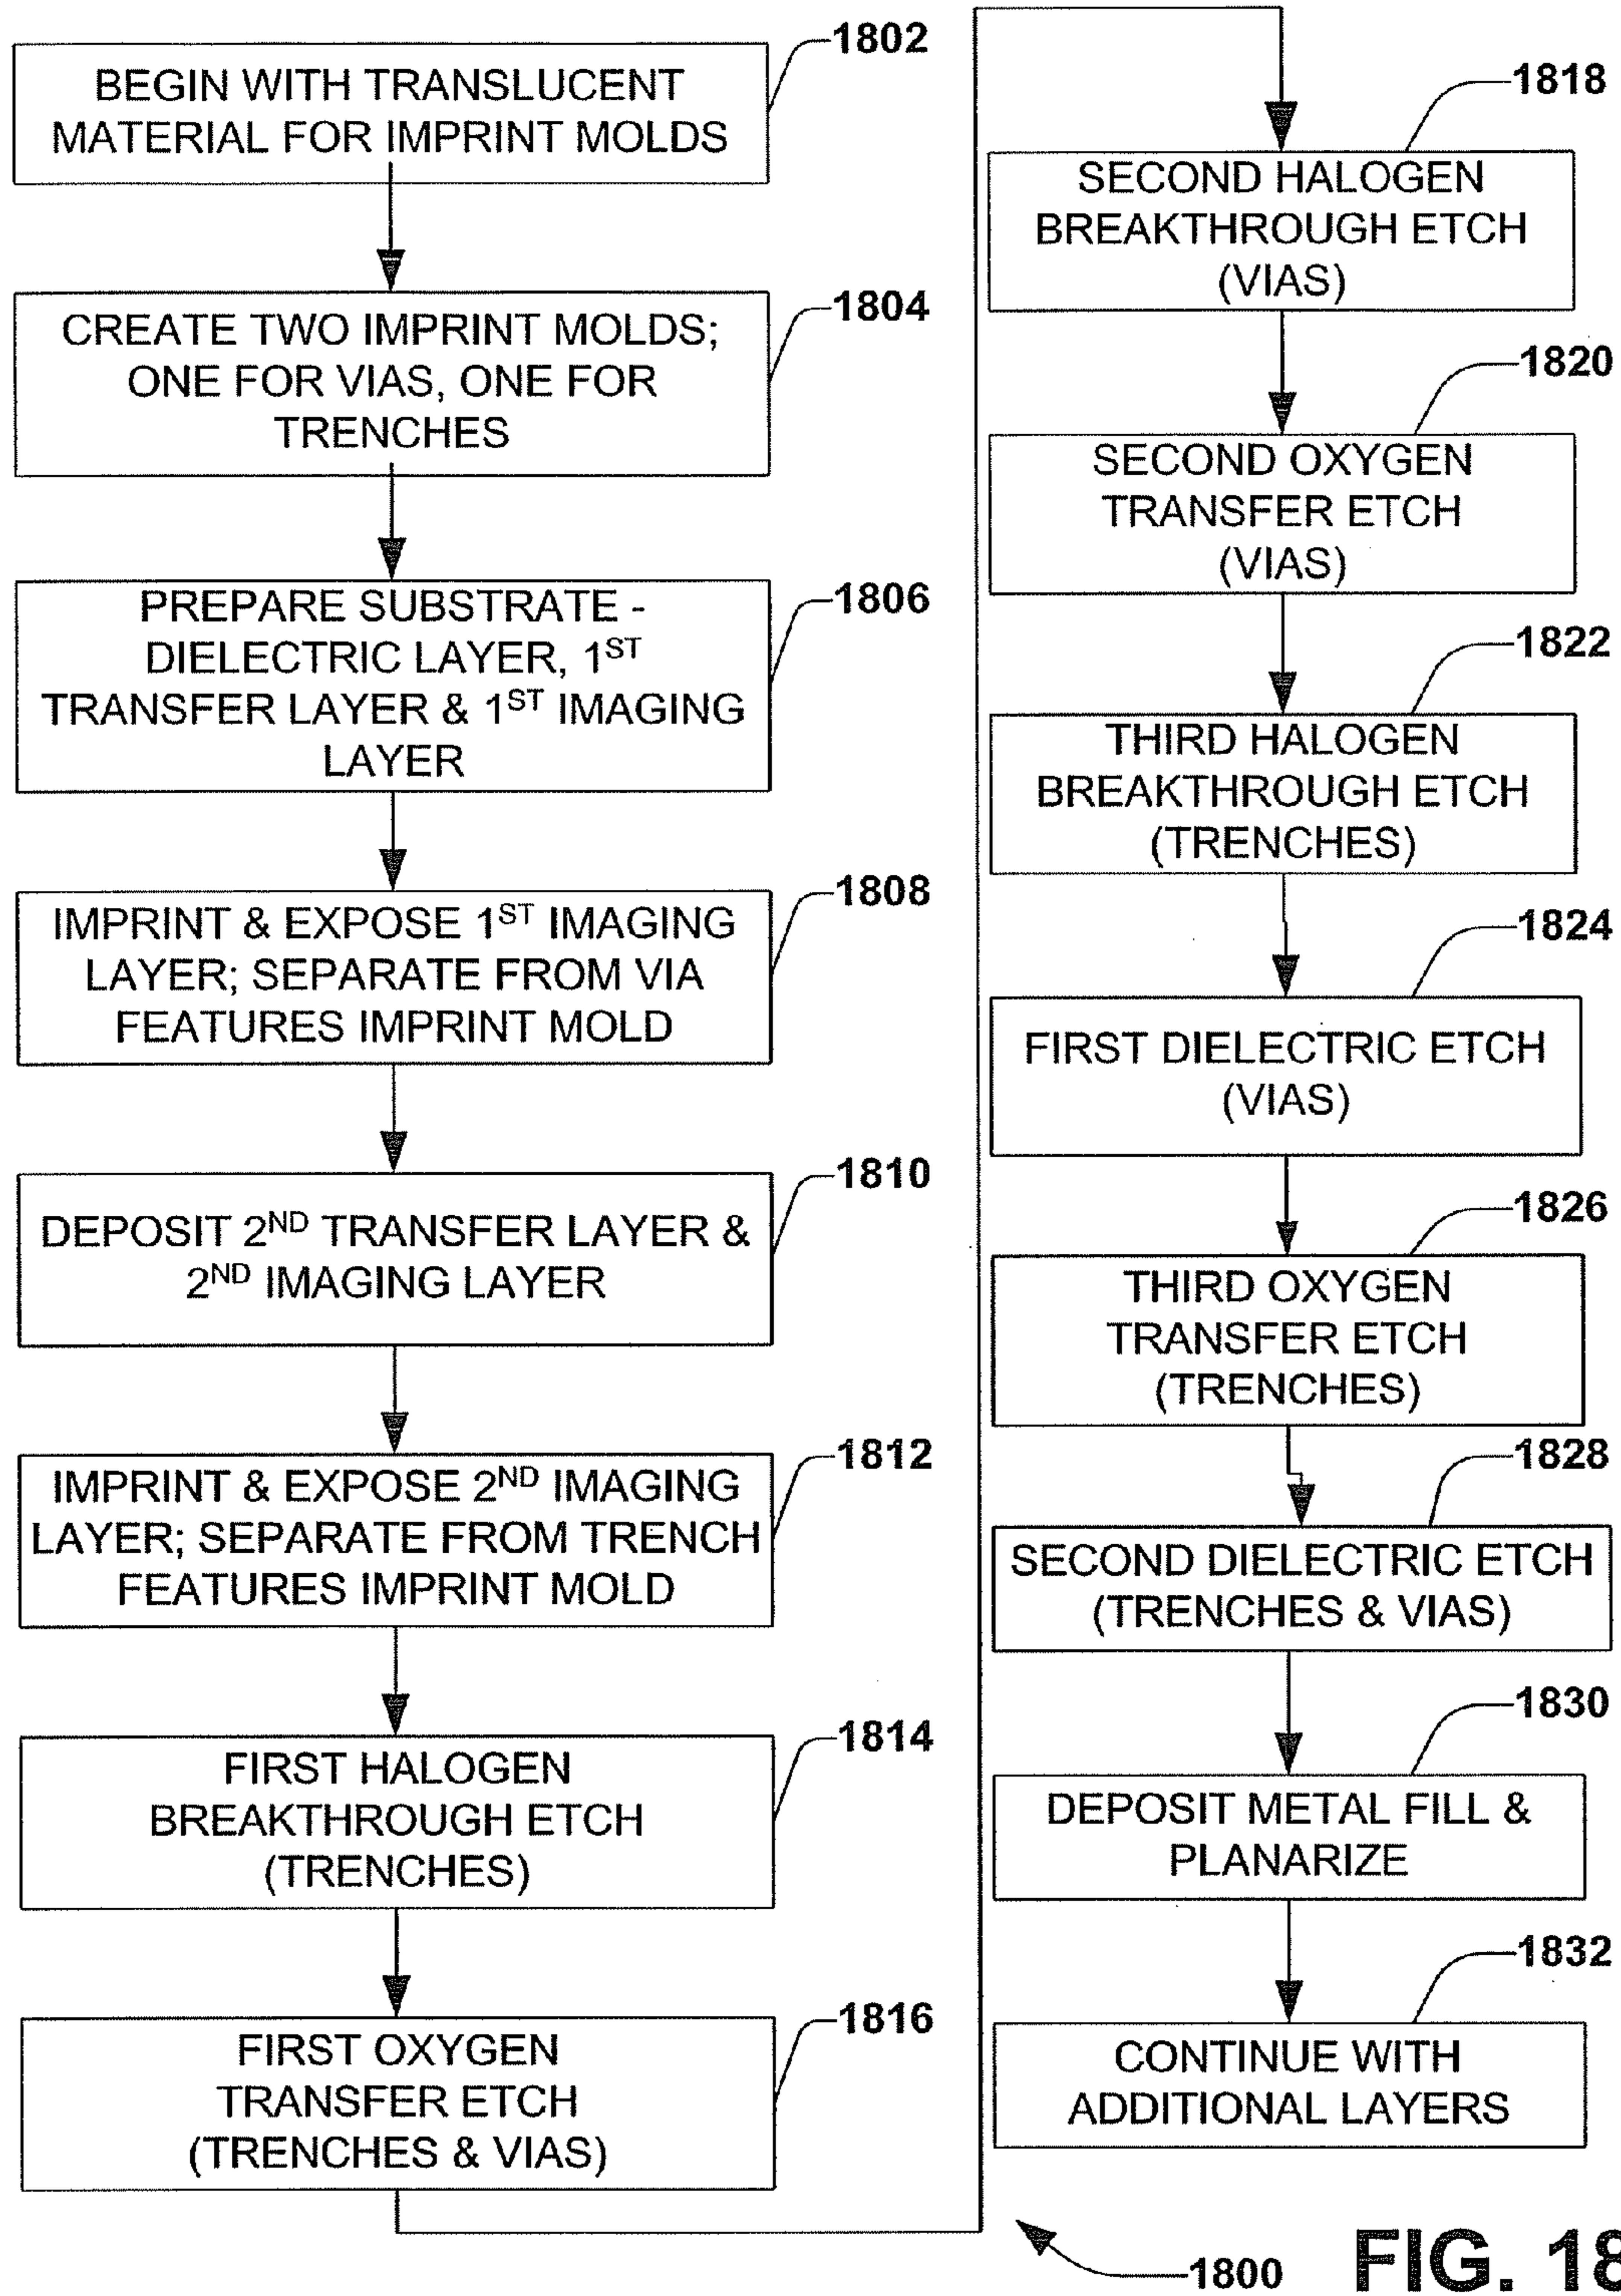 1802
BEGIN WITH TRANSLUCENT
MATERIAL FOR IMPRINT MOLDS
1804
CREATE TWO IMPRINT MOLDS;
ONE FOR VIAS, ONE FOR
TRENCHES
1806
PREPARE SUBSTRATE -
DIELECTRIC LAYER, 1ST
TRANSFER LAYER & 1ST IMAGING
LAYER
1808
IMPRINT & EXPOSE 1ST IMAGING
LAYER; SEPARATE FROM VIA
FEATURES IMPRINT MOLD
1810
DEPOSIT 2ND TRANSFER LAYER &
2ND IMAGING LAYER
1812
IMPRINT & EXPOSE 2ND IMAGING
LAYER; SEPARATE FROM TRENCH
FEATURES IMPRINT MOLD
1814
FIRST HALOGEN
BREAKTHROUGH ETCH
(TRENCHES)
1816
FIRST OXYGEN
TRANSFER ETCH
(TRENCHES & VIAS)
1818
SECOND HALOGEN
BREAKTHROUGH ETCH
(VIAS)
1820
SECOND OXYGEN
TRANSFER ETCH
(VIAS)
1822
THIRD HALOGEN
BREAKTHROUGH ETCH
(TRENCHES)
1824
FIRST DIELECTRIC ETCH
(VIAS)
1826
THIRD OXYGEN
TRANSFER ETCH
(TRENCHES)
1828
SECOND DIELECTRIC ETCH
(TRENCHES & VIAS)
1830
DEPOSIT METAL FILL &
PLANARIZE
1832
CONTINUE WITH
ADDITIONAL LAYERS
1800
FIG. 18